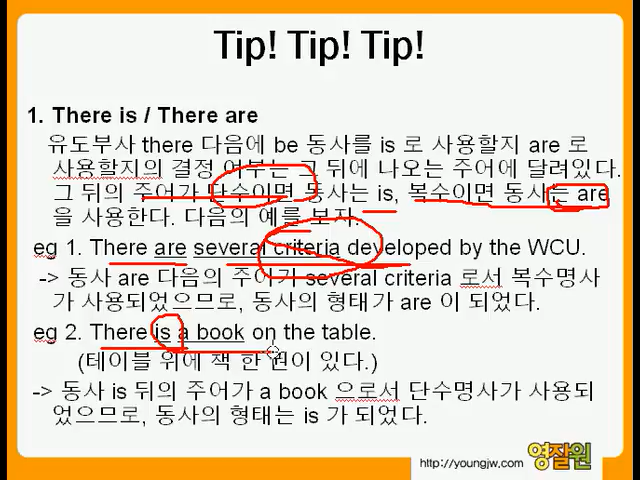 Tip! Tip! Tip!
1. There is / There are
유도부사 there 다음에 be 동사를 is 로 사용할지 are 로
사용할지의 결정 여부는 그 뒤에 나오는 주어에 달려있다.
그 뒤의 주어가 단수이면 동사는 is, 복수이면 동사는 are
을 사용한다. 다음의 예를 보자.
eg 1. There are several criteria developed by the WCU.
-> 동사 are 다음의 주어가 several criteria 로서 복수명사
가 사용되었으므로, 동사의 형태가 are 이 되었다.
eg 2. There is a book on the table.
(테이블 위에 책 한 권이 있다.)
-> 동사 is 뒤의 주어가 a book 으로서 단수명사가 사용되
었으므로, 동사의 형태는 is 가 되었다.
http://youngjw.com 영잘원